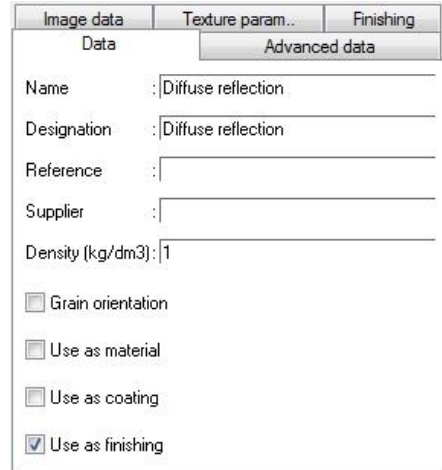 Image data Texture param.. Finishing
Data Advanced data
Name : Diffuse reflection
Designation : Diffuse reflection
Reference :
Supplier :
Density (kg/dm3) : 1
Grain orientation
Use as material
Use as coating
Use as finishing